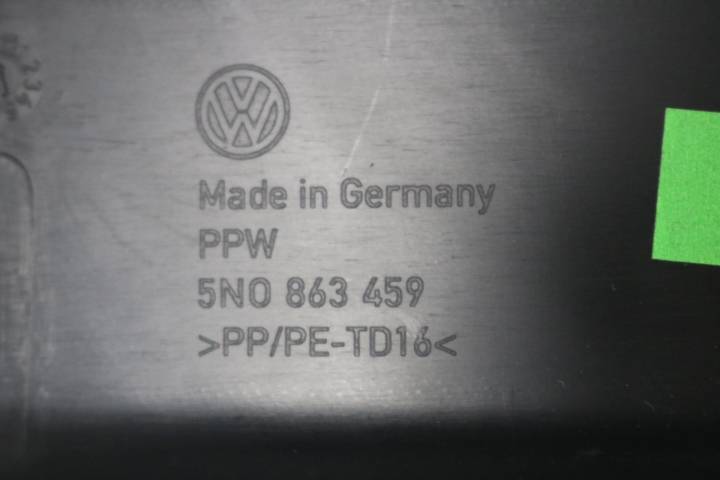 Made in Germany
PPW
5N0 863 459
>PP/PE-TD16<